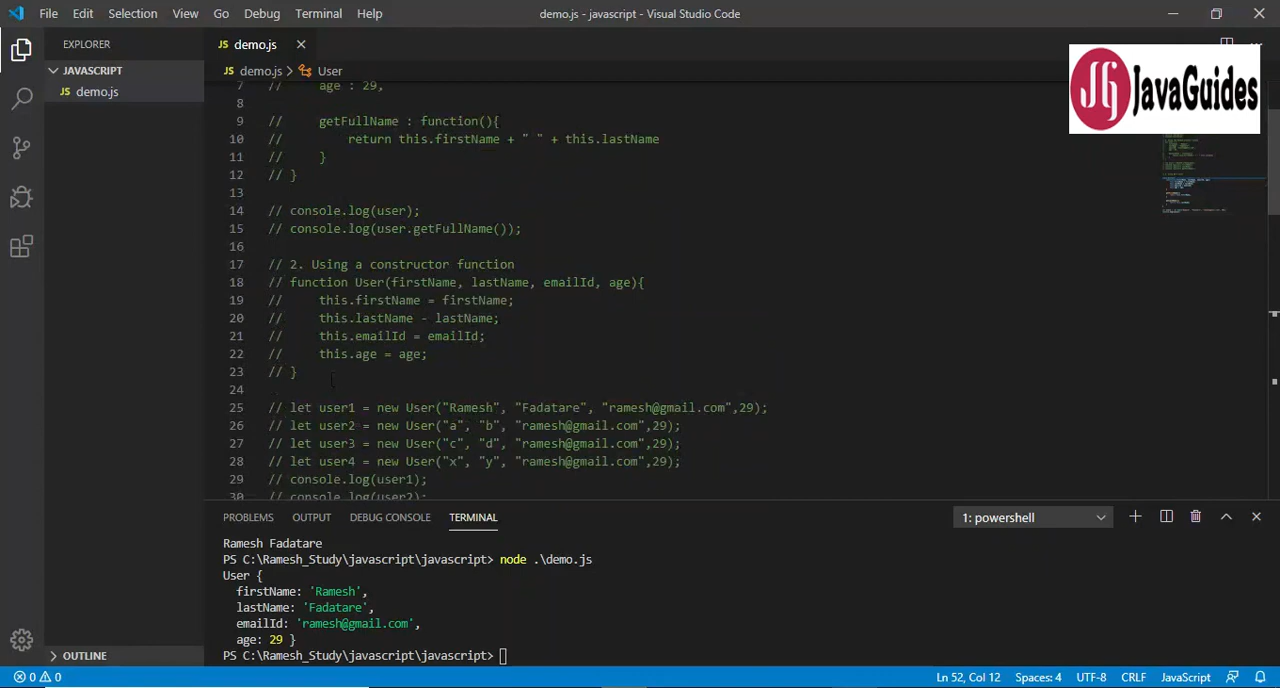 File Edit Selection View Go Debug Terminal Help demo.js - javascript - Visual Studio Code
EXPLORER
JS demo.js
JAVASCRIPT
JS demo.js
JS demo.js > User
JG JavaGuides
7 // age : 29,
8
9 // getFullName : function(){
10 // return this.firstName + " " + this.lastName
11 // }
12 // }
13
14 // console.log(user);
15 // console.log(user.getFullName());
16
17 // 2. Using a constructor function
18 // function User(firstName, lastName, emailId, age){
19 // this.firstName = firstName;
20 // this.lastName - lastName;
21 // this.emailId = emailId;
22 // this.age = age;
23 // }
24
25 // let user1 = new User("Ramesh", "Fadatare", "ramesh@gmail.com",29);
26 // let user2 = new User("a", "b", "ramesh@gmail.com",29);
27 // let user3 = new User("c", "d", "ramesh@gmail.com",29);
28 // let user4 = new User("x", "y", "ramesh@gmail.com",29);
29 // console.log(user1);
30 // console.log(user2);
PROBLEMS OUTPUT DEBUG CONSOLE TERMINAL 1: powershell
Ramesh Fadatare
PS C:\Ramesh_Study\javascript\javascript> node .\demo.js
User {
firstName: 'Ramesh',
lastName: 'Fadatare',
emailId: 'ramesh@gmail.com',
age: 29 }
PS C:\Ramesh_Study\javascript\javascript>
OUTLINE
0 0 Ln 52, Col 12 Spaces: 4 UTF-8 CRLF JavaScript